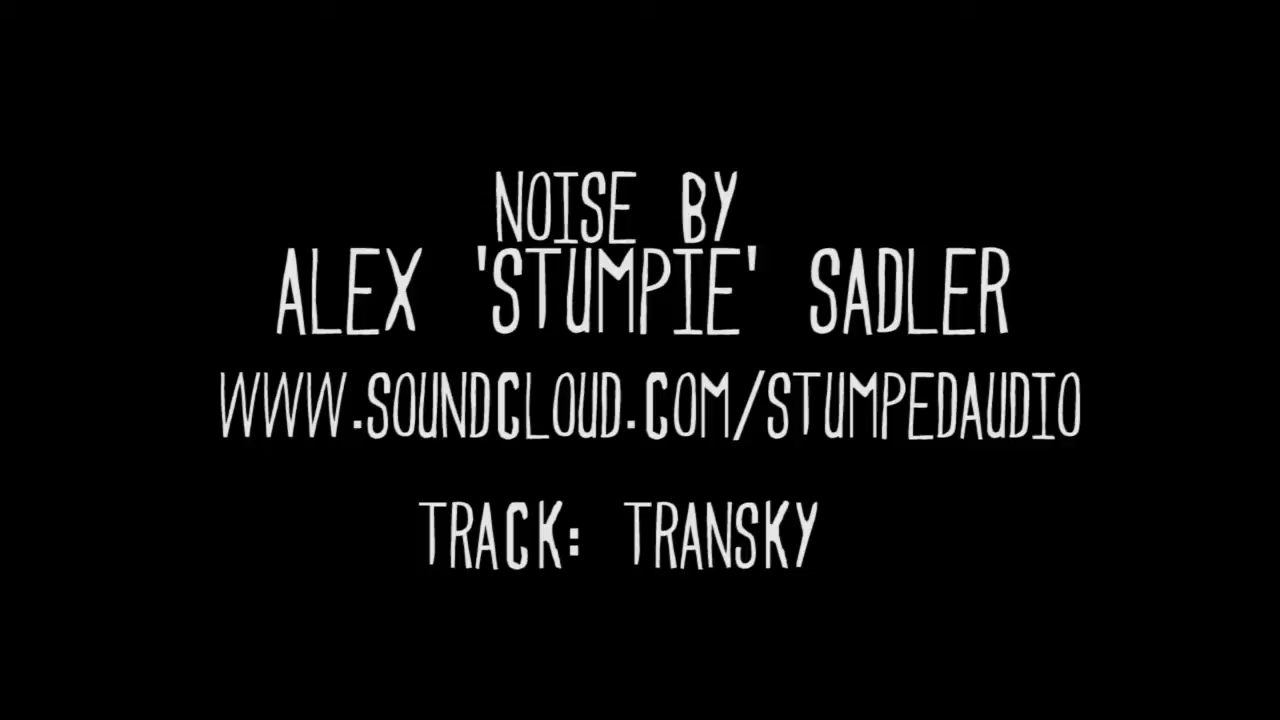 NOISE BY
ALEX 'STUMPIE' SADLER
WWW.SOUNDCLOUD.COM/STUMPEDAUDIO
TRACK: TRANSKY